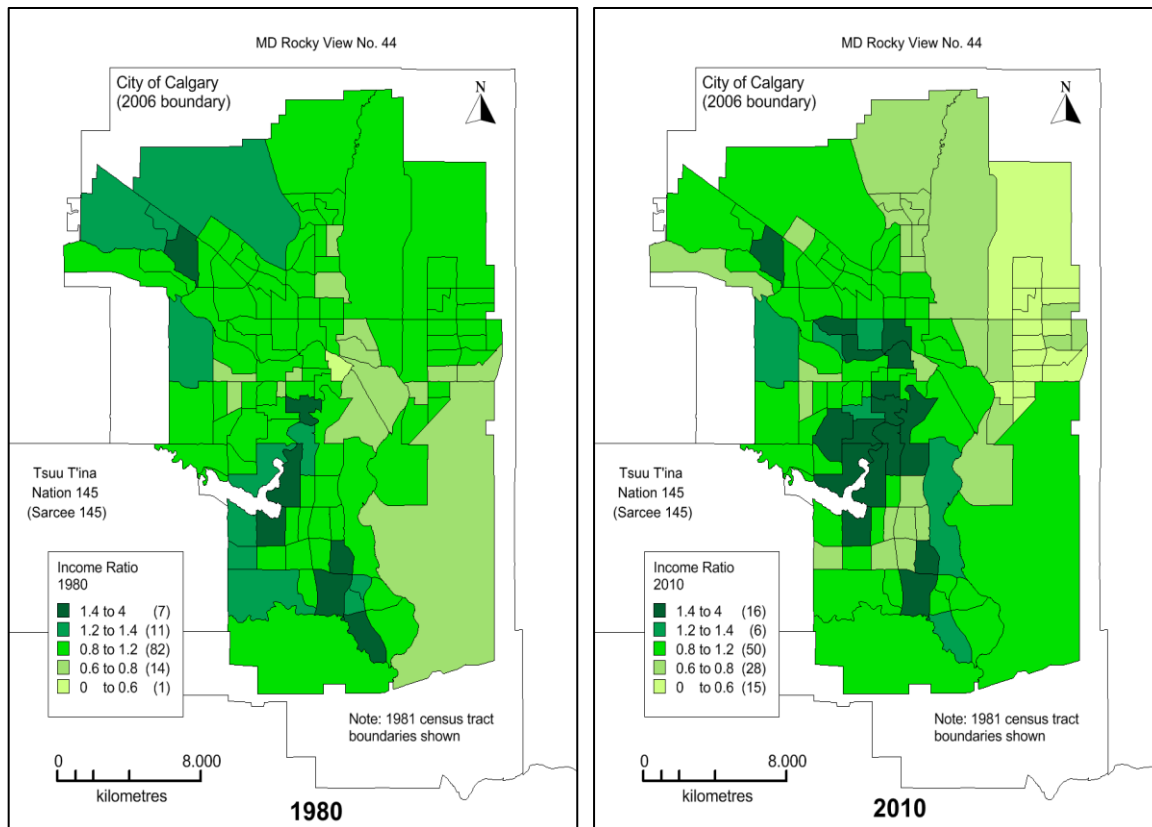 MD Rocky View No. 44
City of Calgary
(2006 boundary)
N
Tsuu T'ina
Nation 145
(Sarcee 145)
Income Ratio
1980
1.4 to 4 (7)
1.2 to 1.4 (11)
0.8 to 1.2 (82)
0.6 to 0.8 (14)
0 to 0.6 (1)
Note: 1981 census tract
boundaries shown
0 8.000
kilometres
1980
MD Rocky View No. 44
City of Calgary
(2006 boundary)
N
Tsuu T'ina
Nation 145
(Sarcee 145)
Income Ratio
2010
1.4 to 4 (16)
1.2 to 1.4 (6)
0.8 to 1.2 (50)
0.6 to 0.8 (28)
0 to 0.6 (15)
Note: 1981 census tract
boundaries shown
0 8.000
kilometres
2010